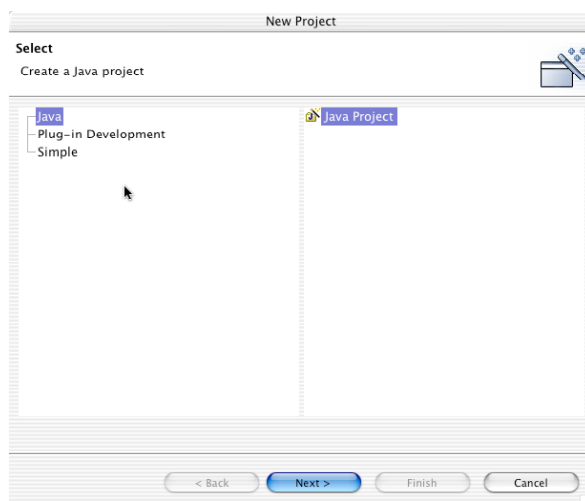 New Project
Select
Create a Java project
Java
Plug-in Development
Simple
Java Project
< Back
Next >
Finish
Cancel